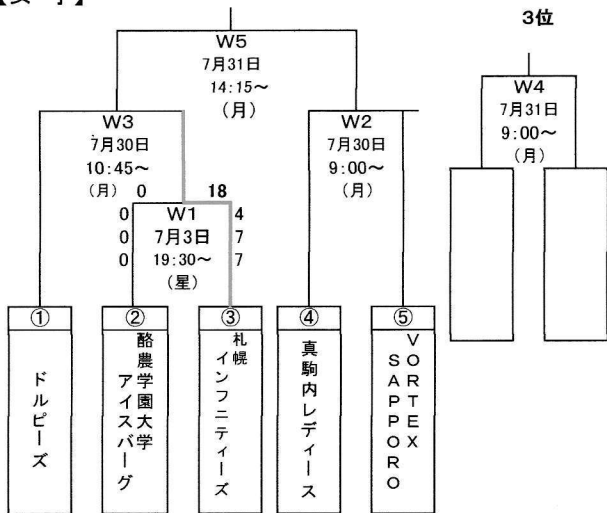 3位
W5
7月31日
14:15～
(月)
W4
7月31日
9:00～
(月)
W3
7月30日
10:45～
(月)
W2
7月30日
9:00～
(月)
0 18
W1
7月3日
19:30～
(星)
0 4
0 7
0 7
①
ドルピーズ
②
酪農学園大学
アイスバーグ
③
札幌
インフニティーズ
④
真駒内レディース
⑤
VORTEX
SAPPORO